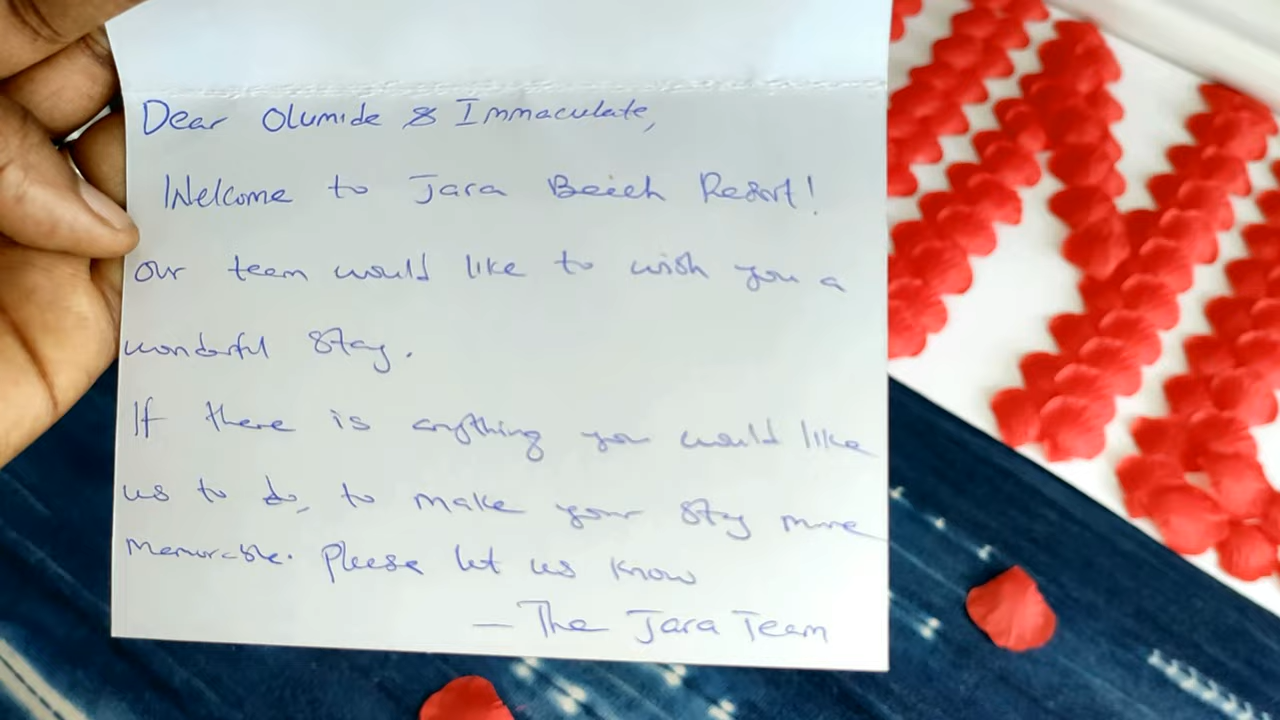 Dear Olumide & Immaculate,
Welcome to Jara Beach Resort!
our team would like to wish you a
wonderful stay.
If there is anything you would like
us to do, to make your stay more
memorable. Please let us know
— The Jara Team